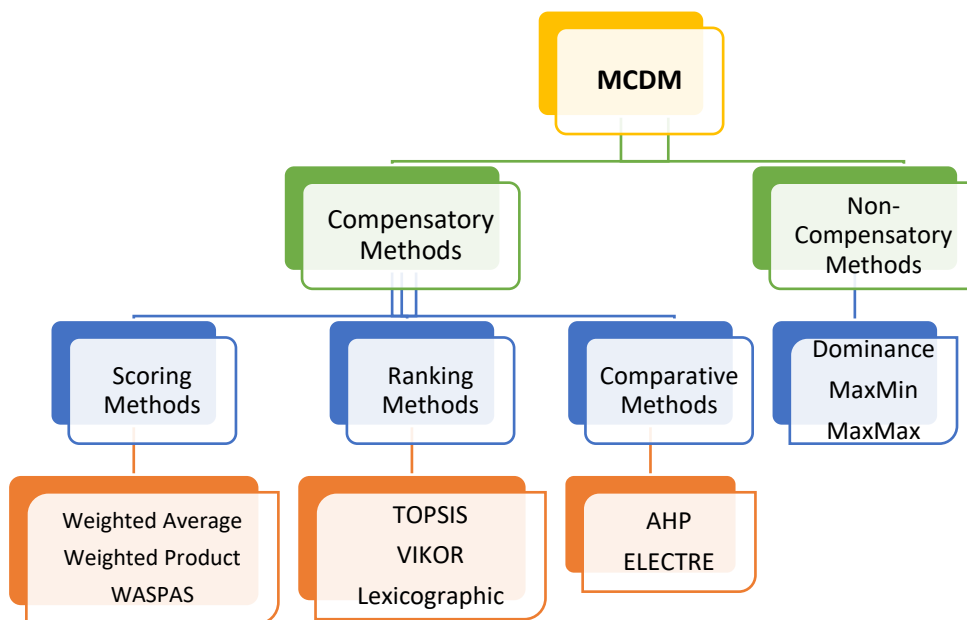 MCDM
Compensatory
Methods
Non-
Compensatory
Methods
Scoring
Methods
Ranking
Methods
Comparative
Methods
Dominance
MaxMin
MaxMax
Weighted Average
Weighted Product
WASPAS
TOPSIS
VIKOR
Lexicographic
AHP
ELECTRE